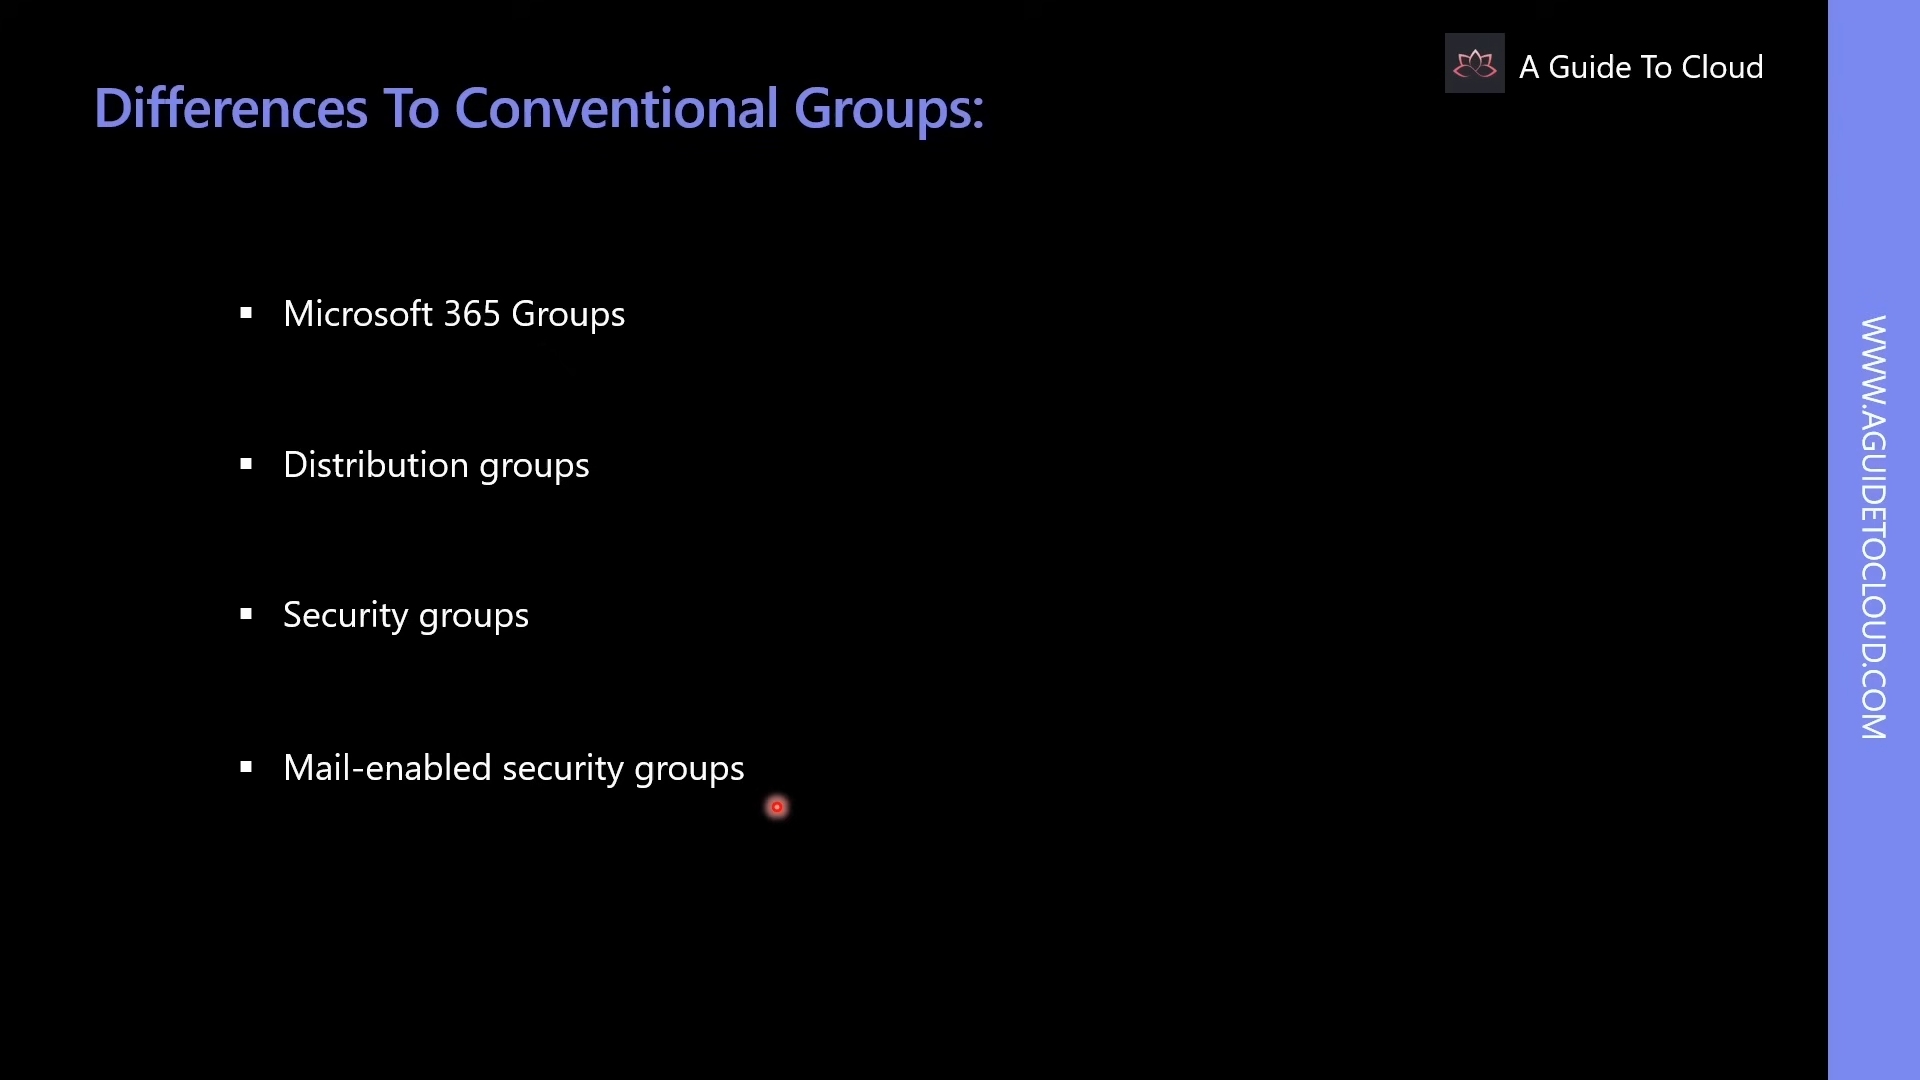 A Guide To Cloud
Differences To Conventional Groups:
▪ Microsoft 365 Groups
▪ Distribution groups
▪ Security groups
▪ Mail-enabled security groups
WWW.AGUIDETOCLOUD.COM